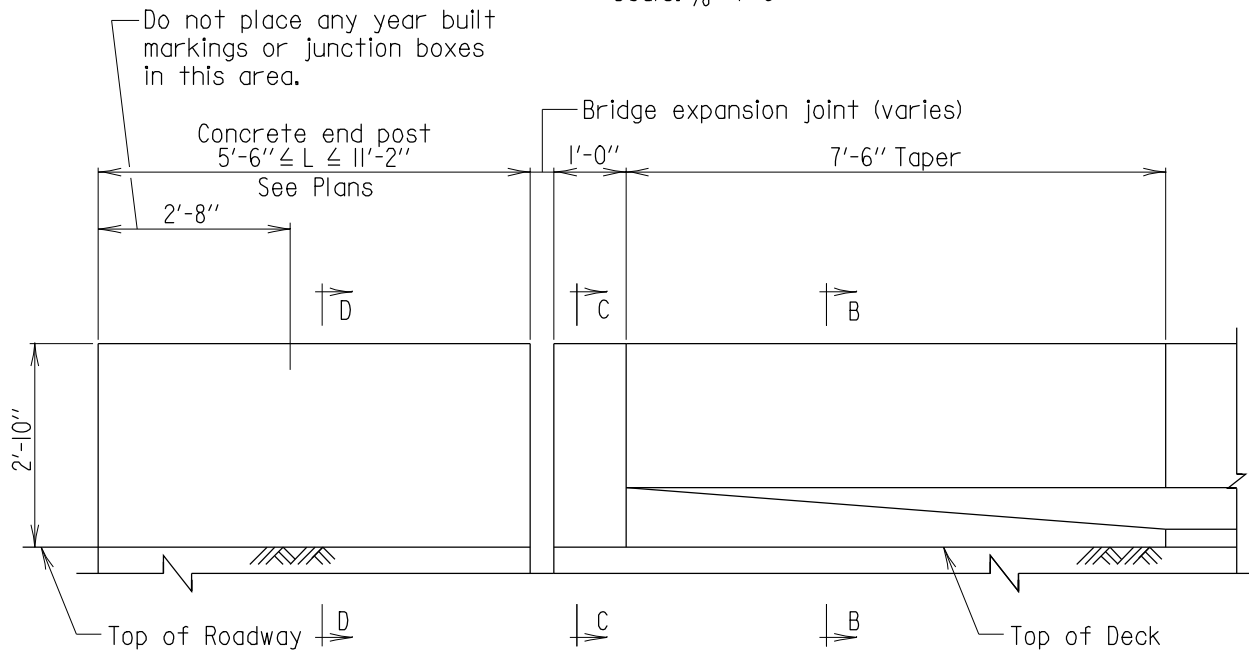 Do not place any year built
markings or junction boxes
in this area.
Bridge expansion joint (varies)
Concrete end post
5'-6" ≤ L ≤ 11'-2"
1'-0"
7'-6" Taper
See Plans
2'-8"
D
C
B
2'-10"
D
C
B
Top of Roadway
Top of Deck